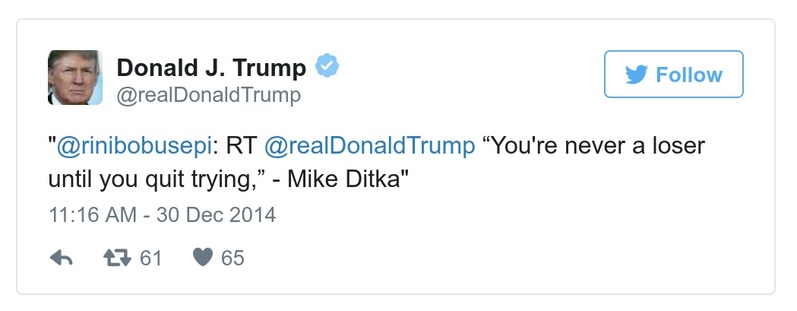 Donald J. Trump
@realDonaldTrump
Follow
"@rinibobusepi: RT @realDonaldTrump “You're never a loser
until you quit trying,” - Mike Ditka"
11:16 AM - 30 Dec 2014
61 65